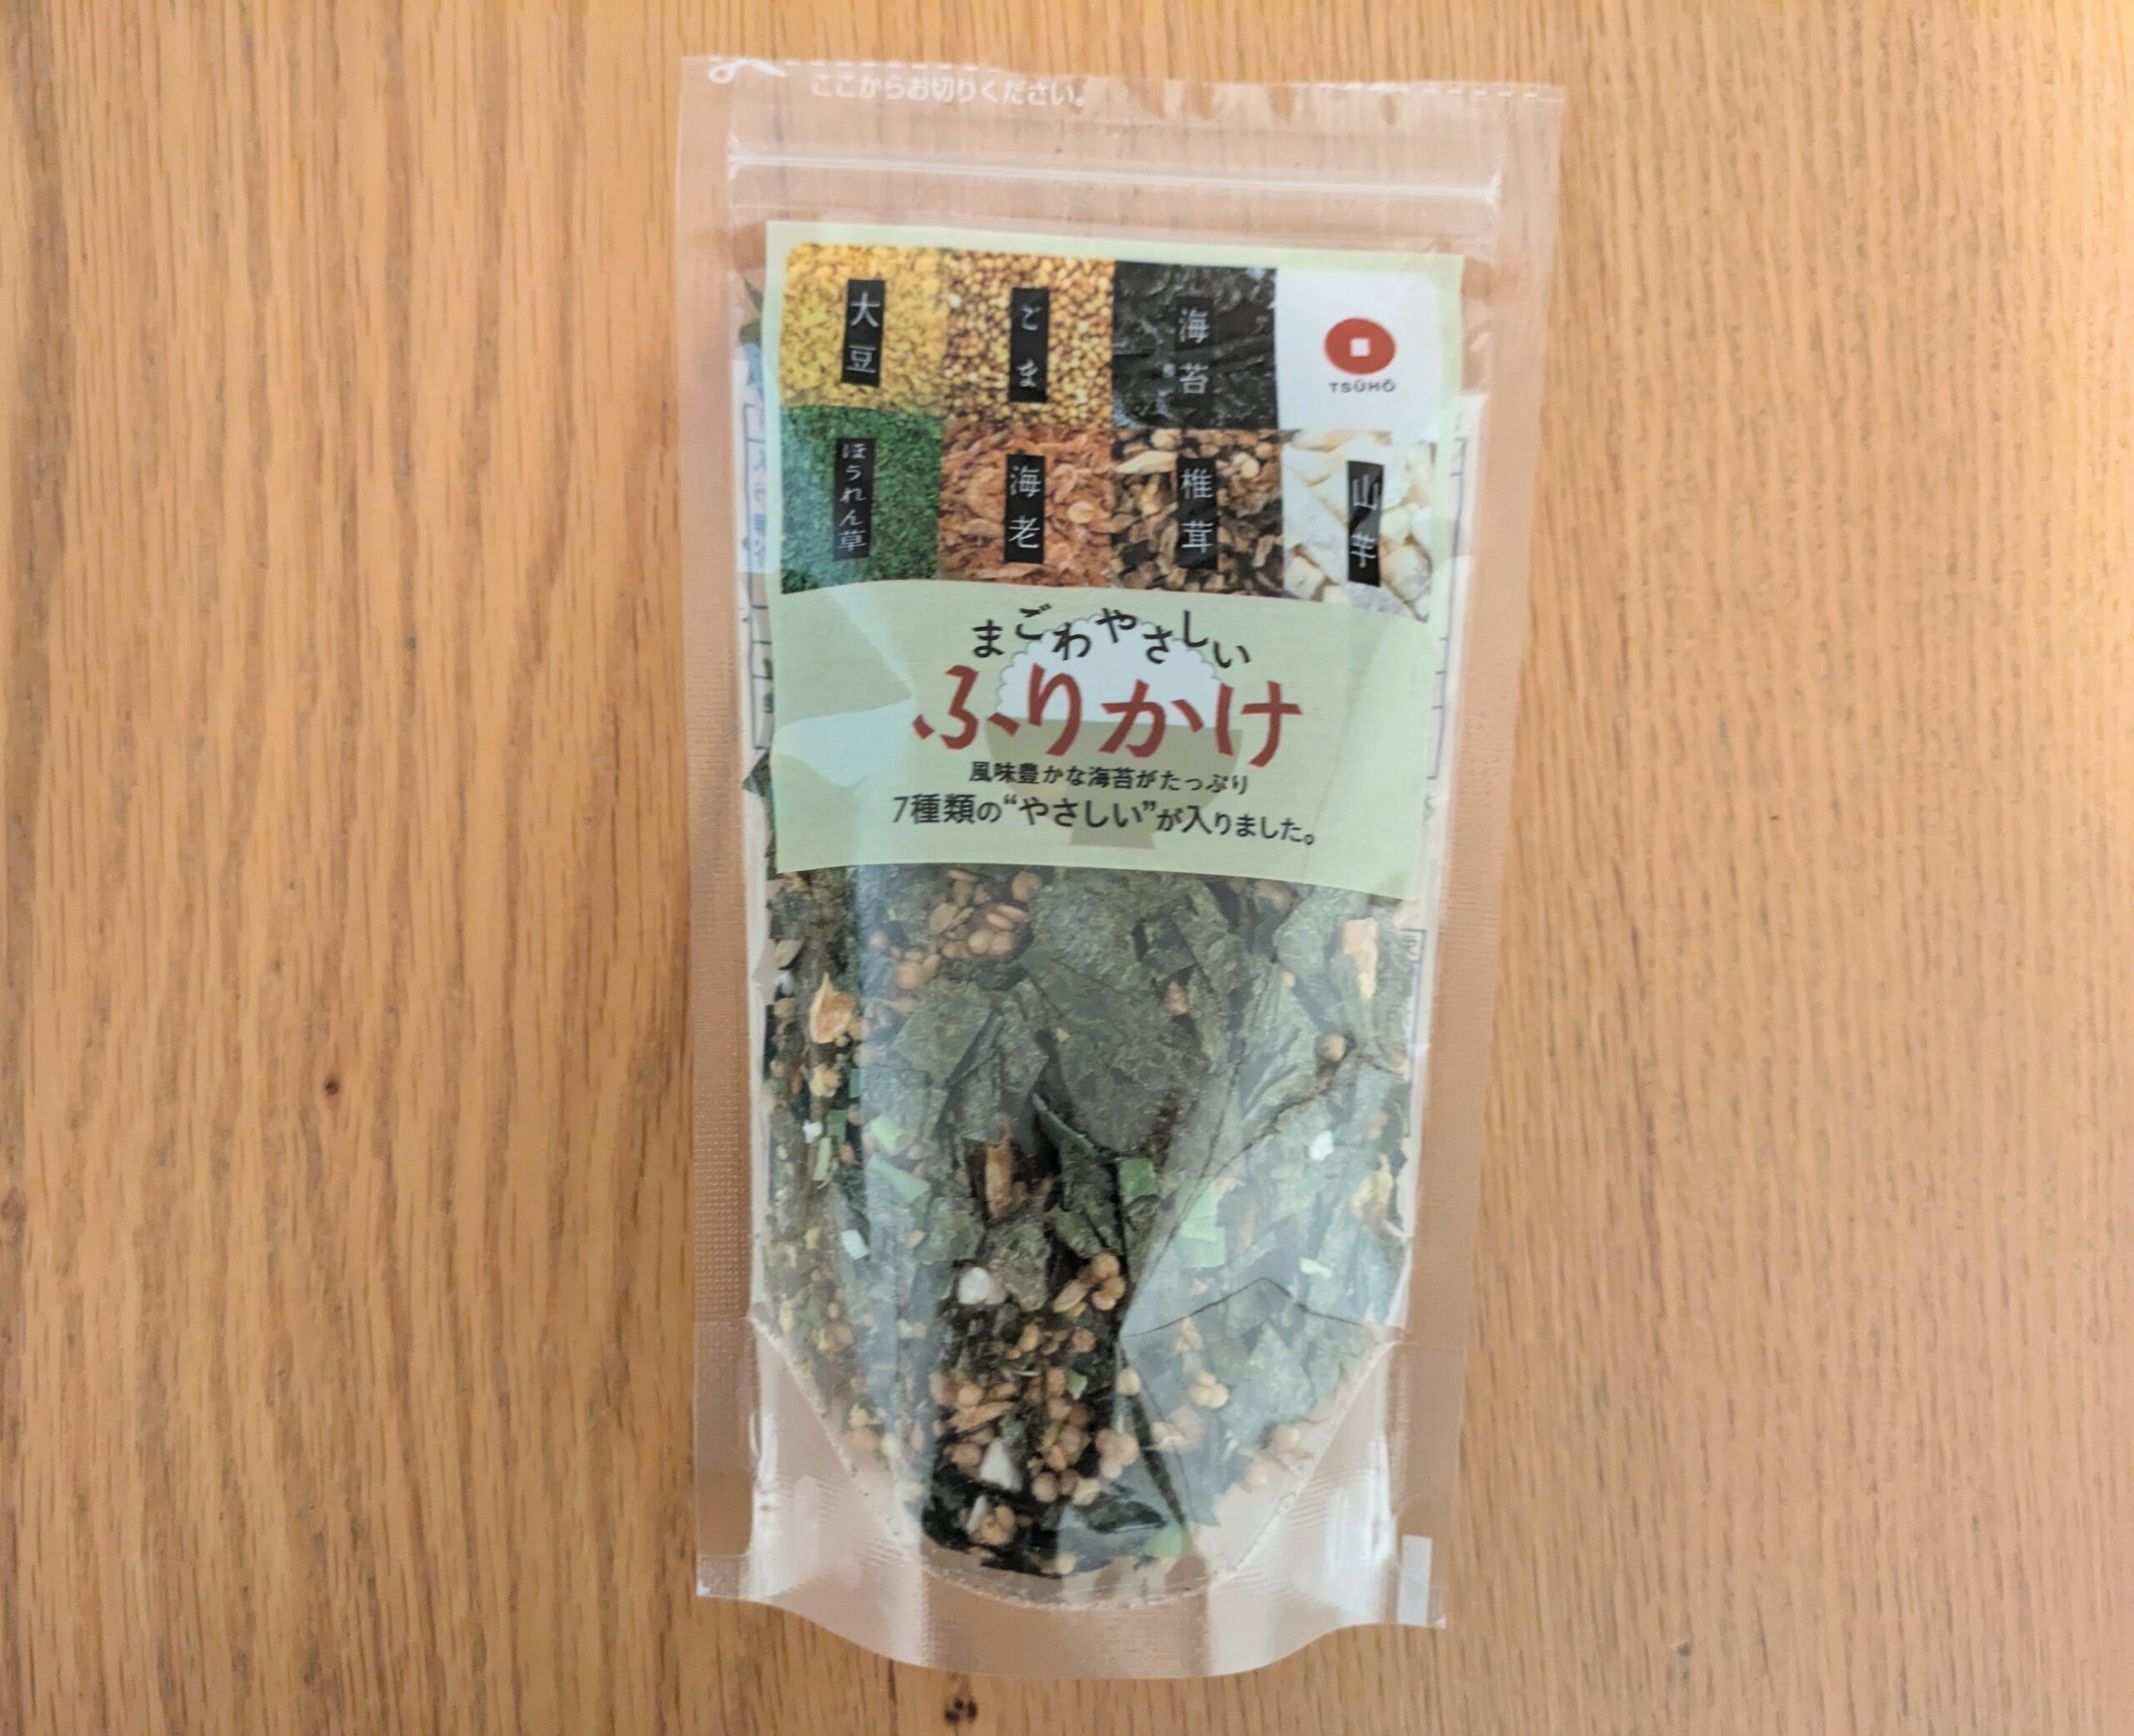 ここからお切りください。
大豆
ごま
海苔
TSŪHŌ
ほうれん草
海老
椎茸
山芋
まごわやさしい
ふりかけ
風味豊かな海苔がたっぷり
7種類の“やさしい”が入りました。